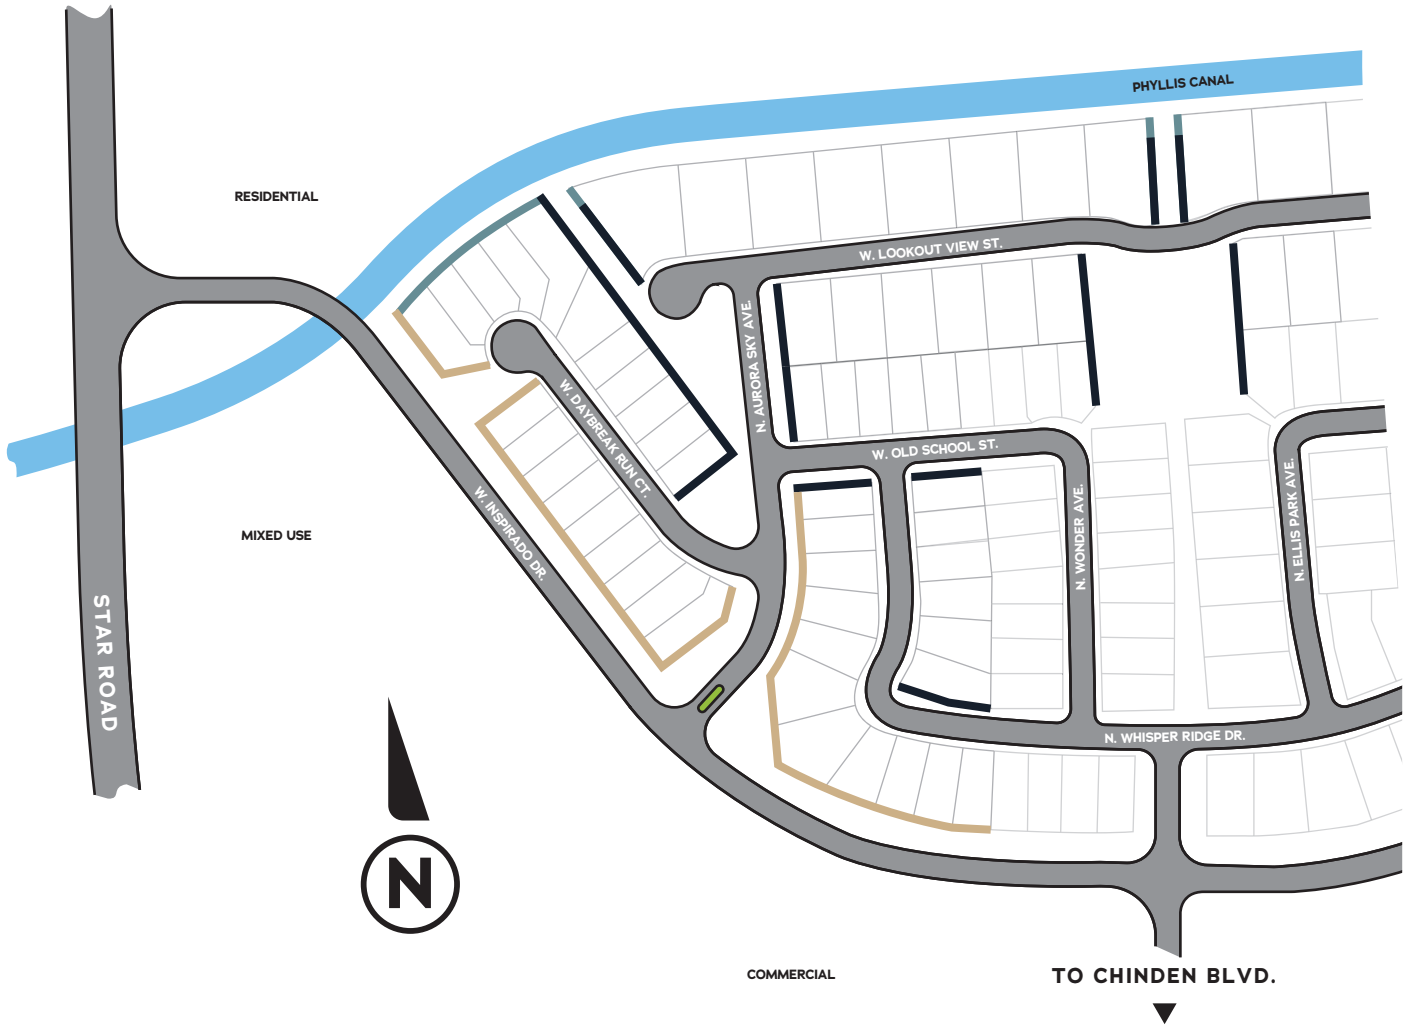 PHYLLIS CANAL
RESIDENTIAL
W. LOOKOUT VIEW ST.
N. AURORA SKY AVE.
W. DAYBREAK RUN CT.
W. OLD SCHOOL ST.
W. INSPIRADO DR.
N. WONDER AVE.
N. ELLIS PARK AVE.
MIXED USE
STAR ROAD
N. WHISPER RIDGE DR.
N
COMMERCIAL
TO CHINDEN BLVD.